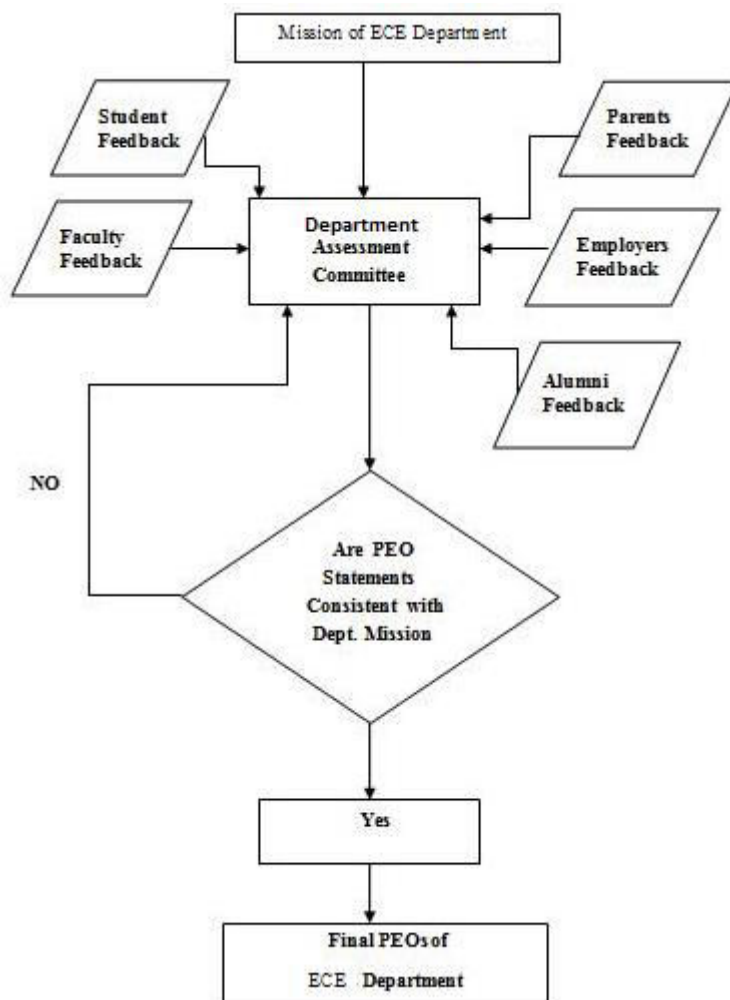 Mission of ECE Department
Student
Feedback
Parents
Feedback
Faculty
Feedback
Department
Assessment
Committee
Employers
Feedback
Alumni
Feedback
NO
Are PEO
Statements
Consistent with
Dept. Mission
Yes
Final PEOs of
ECE Department